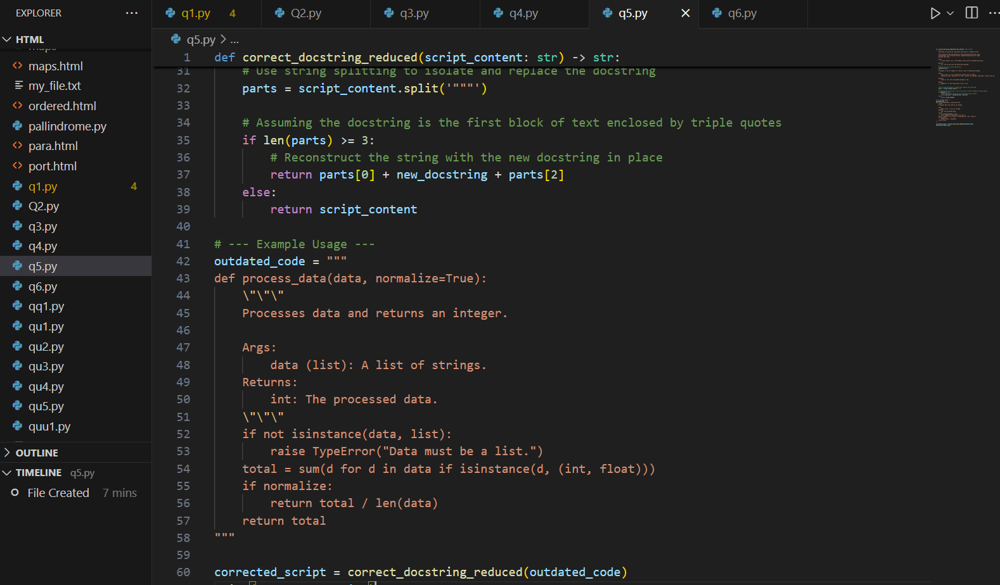 EXPLORER
HTML
maps
maps.html
my_file.txt
ordered.html
pallindrome.py
para.html
port.html
q1.py 4
Q2.py
q3.py
q4.py
q5.py
q6.py
qq1.py
qu1.py
qu2.py
qu3.py
qu4.py
qu5.py
quu1.py
OUTLINE
TIMELINE q5.py
File Created 7 mins
q1.py 4
Q2.py
q3.py
q4.py
q5.py
q6.py
q5.py > ...
1 def correct_docstring_reduced(script_content: str) -> str:
31     # Use string splitting to isolate and replace the docstring
32     parts = script_content.split('"""')
33
34     # Assuming the docstring is the first block of text enclosed by triple quotes
35     if len(parts) >= 3:
36         # Reconstruct the string with the new docstring in place
37         return parts[0] + new_docstring + parts[2]
38     else:
39         return script_content
40
41 # --- Example Usage ---
42 outdated_code = """
43 def process_data(data, normalize=True):
44     \"\"\"
45     Processes data and returns an integer.
46
47     Args:
48         data (list): A list of strings.
49     Returns:
50         int: The processed data.
51     \"\"\"
52     if not isinstance(data, list):
53         raise TypeError("Data must be a list.")
54     total = sum(d for d in data if isinstance(d, (int, float)))
55     if normalize:
56         return total / len(data)
57     return total
58 """
59
60 corrected_script = correct_docstring_reduced(outdated_code)